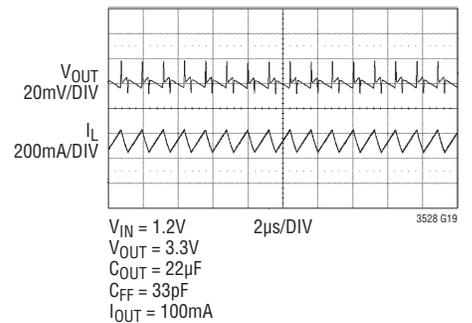 VOUT
20mV/DIV
IL
200mA/DIV
VIN = 1.2V
2µs/DIV
3528 G19
VOUT = 3.3V
COUT = 22µF
CFF = 33pF
IOUT = 100mA